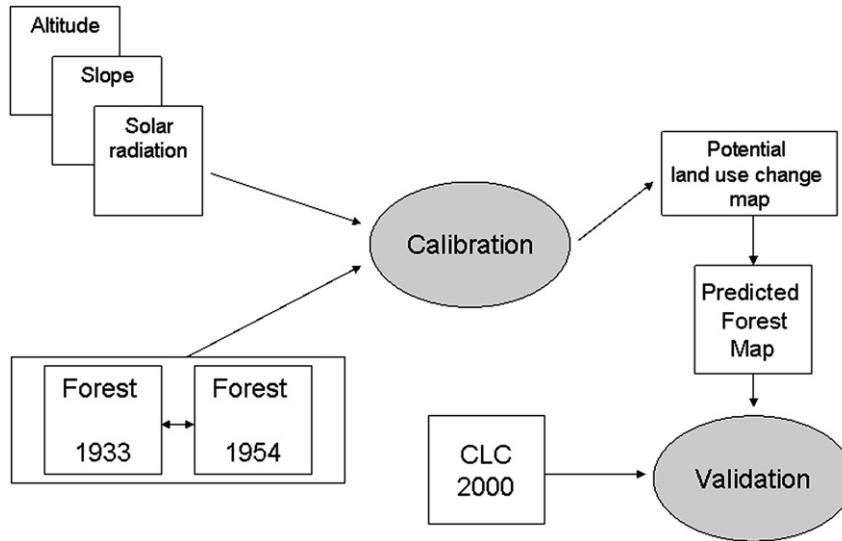 Altitude
Slope
Solar
radiation
Calibration
Potential
land use change
map
Predicted
Forest
Map
Forest
1933
Forest
1954
CLC
2000
Validation